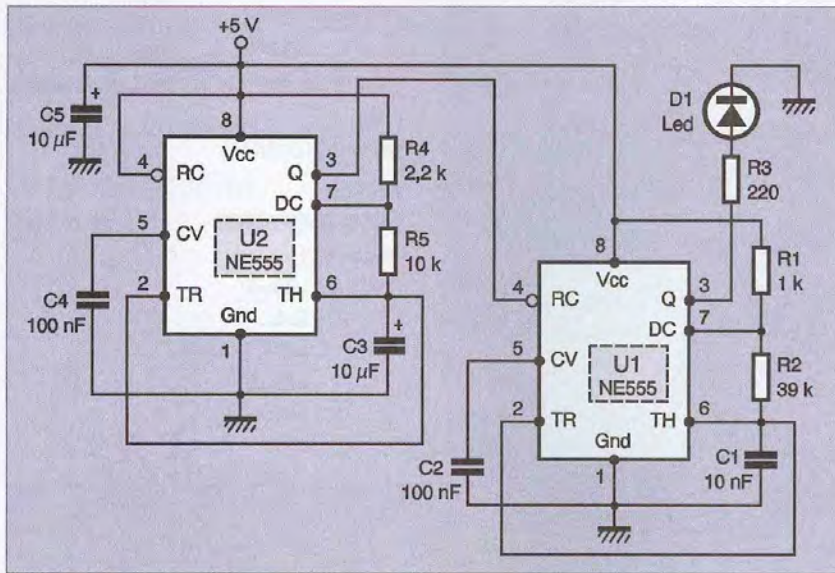 +5 V
C5
+
10 µF
8
Vcc
4
RC
Q
3
R4
2,2 k
DC
7
5
CV
U2
NE555
R5
10 k
2
TR
TH
6
Gnd
1
C4
100 nF
C3
+
10 µF
D1
Led
R3
220
8
Vcc
4
RC
Q
3
R1
1 k
DC
7
5
CV
U1
NE555
R2
39 k
2
TR
TH
6
Gnd
1
C2
100 nF
C1
10 nF